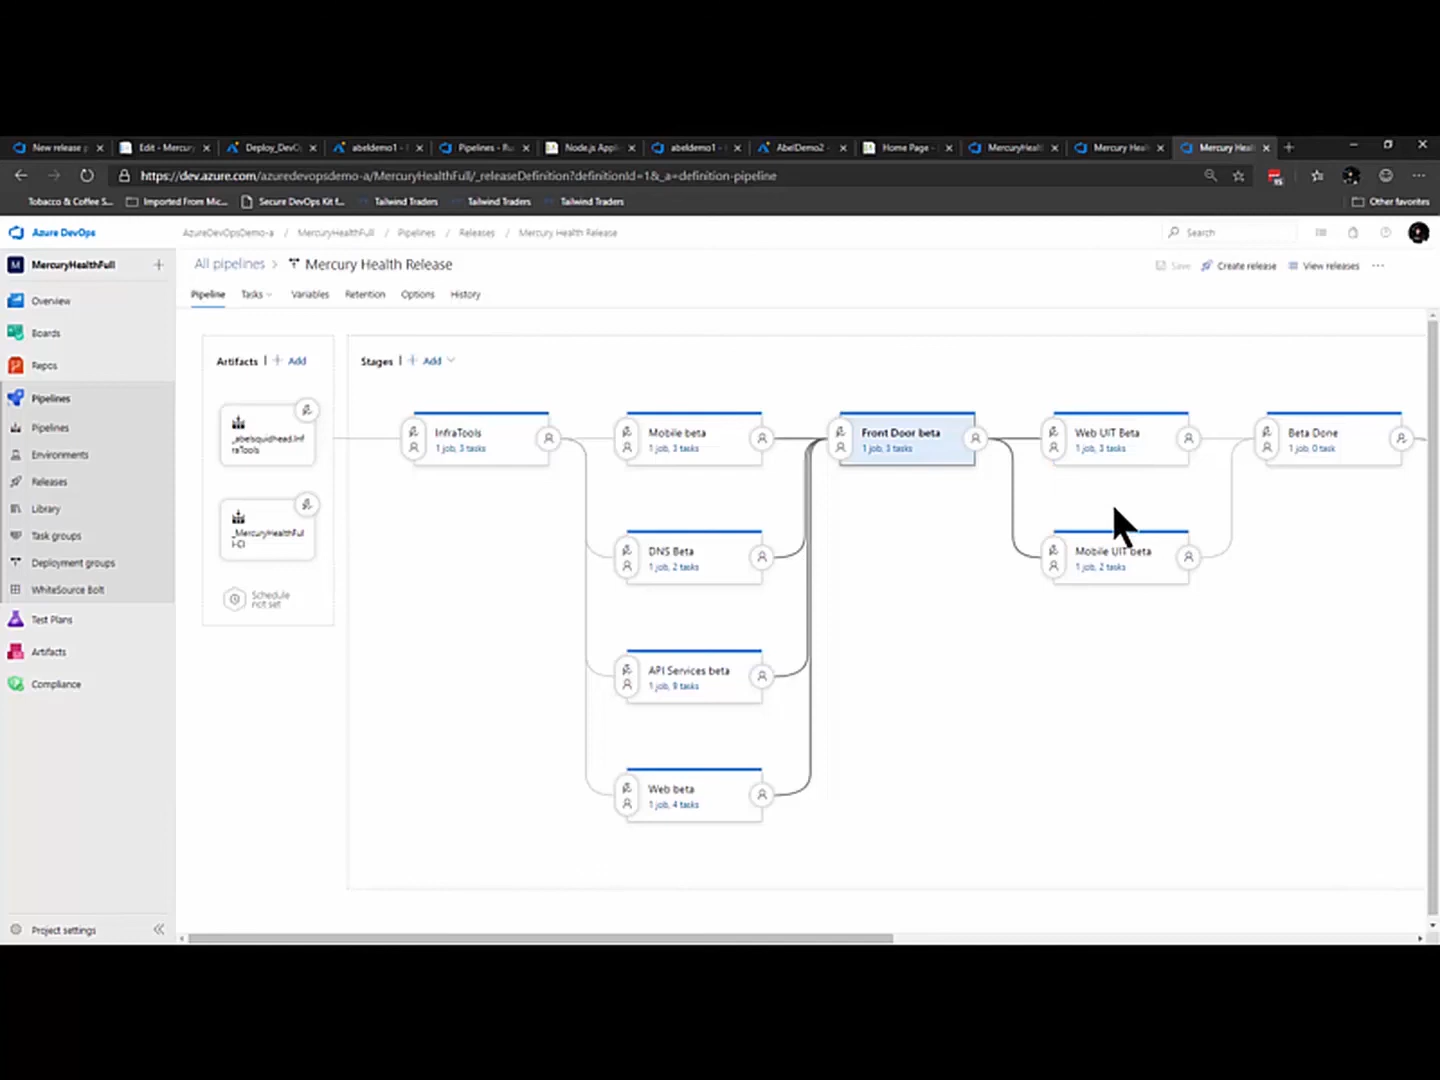 New release p
Edit - Mercury
Deploy_DevO
abeldemo1 -
Pipelines - Ru
Node.js Appli
abeldemo1 -
AbelDemo2 -
Home Page -
MercuryHealth
Mercury Heal
Mercury Heal
https://dev.azure.com/azuredevopsdemo-a/MercuryHealthFull/_releaseDefinition?definitionId=1&_a=definition-pipeline
Tobacco & Coffee S...
Imported From Mic...
Secure DevOps Kit f...
Tailwind Traders
Tailwind Traders
Tailwind Traders
Other favorites
Azure DevOps
AzureDevOpsDemo-a / MercuryHealthFull / Pipelines / Releases / Mercury Health Release
Search
M MercuryHealthFull
All pipelines > Mercury Health Release
Save
Create release
View releases
Pipeline
Tasks
Variables
Retention
Options
History
Overview
Boards
Repos
Pipelines
Pipelines
Environments
Releases
Library
Task groups
Deployment groups
WhiteSource Bolt
Test Plans
Artifacts
Compliance
Project settings
Artifacts | + Add
_abelsquidhead.Inf
raTools
_MercuryHealthFul
l-CI
Schedule
not set
Stages | + Add
InfraTools
1 job, 3 tasks
Mobile beta
1 job, 3 tasks
Front Door beta
1 job, 3 tasks
Web UIT Beta
1 job, 3 tasks
Beta Done
1 job, 0 task
DNS Beta
1 job, 2 tasks
Mobile UIT beta
1 job, 2 tasks
API Services beta
1 job, 9 tasks
Web beta
1 job, 4 tasks